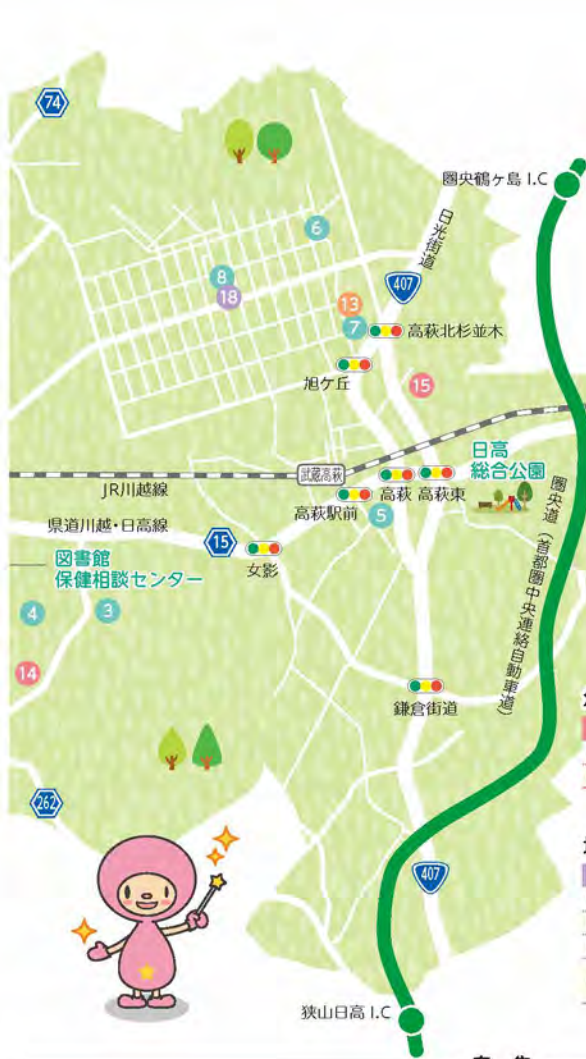 74
圏央鶴ヶ島 I.C
6
日光街道
8
18
407
13
7
高萩北杉並木
旭ケ丘
15
日高
総合公園
武蔵高萩
JR川越線
高萩
高萩東
高萩駅前
5
圏央道(首都圏中央連絡自動車道)
県道川越・日高線
15
女影
図書館
保健相談センター
4
3
14
鎌倉街道
262
407
狭山日高 I.C